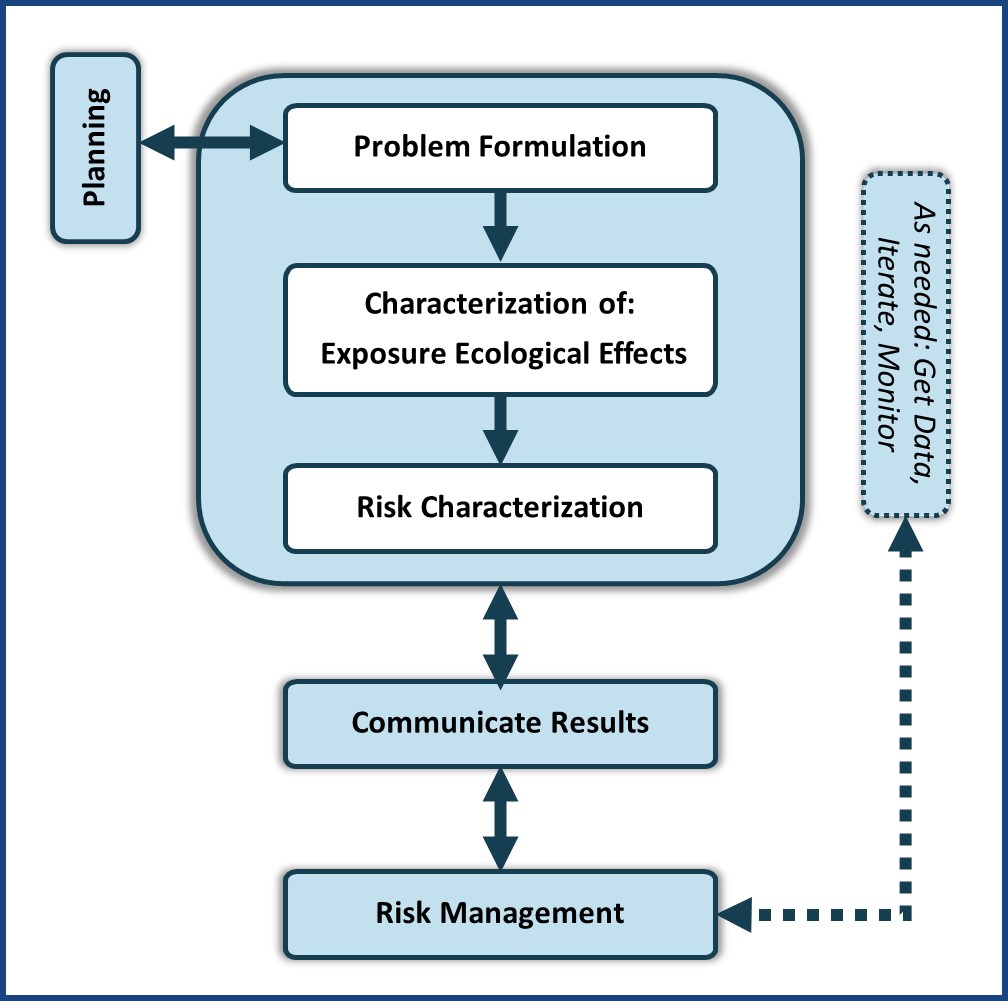 Planning
Problem Formulation
Characterization of:
Exposure Ecological Effects
Risk Characterization
As needed: Get Data,
Iterate, Monitor
Communicate Results
Risk Management